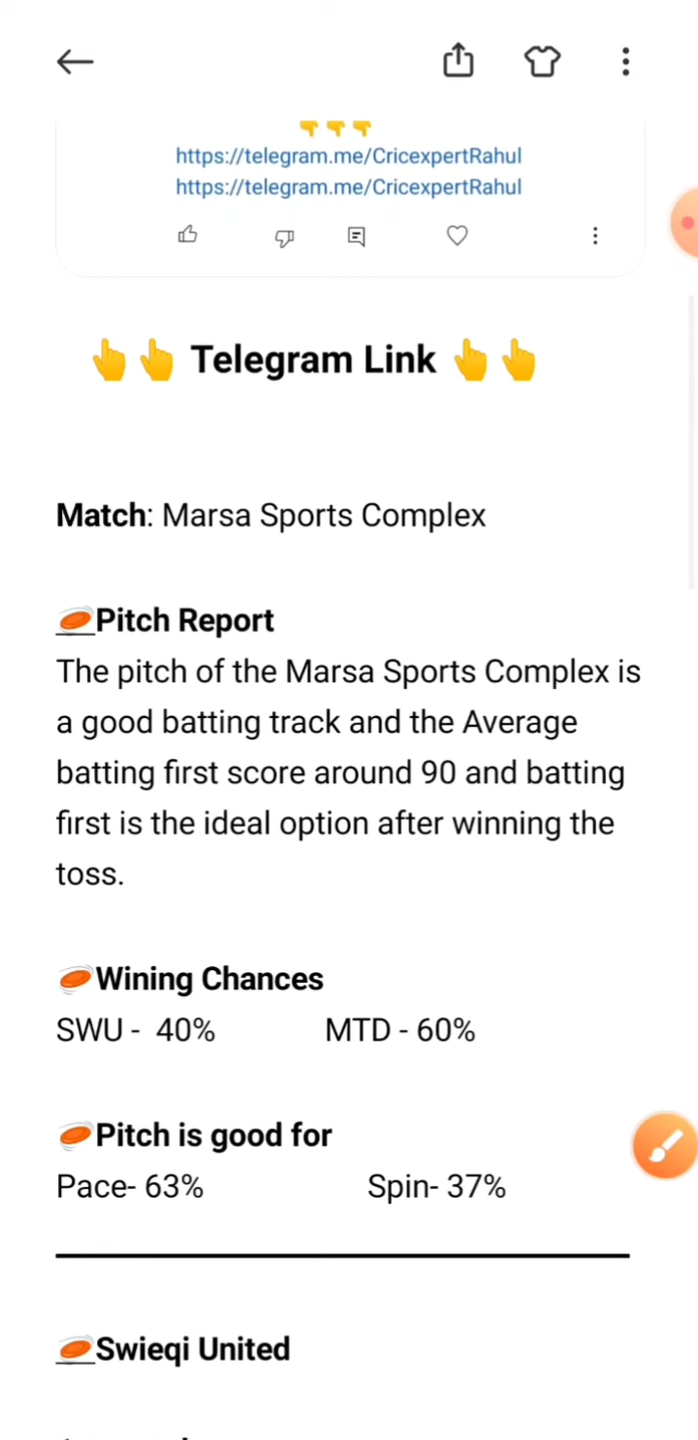 https://telegram.me/CricexpertRahul
https://telegram.me/CricexpertRahul
Telegram Link
Match: Marsa Sports Complex
Pitch Report
The pitch of the Marsa Sports Complex is
a good batting track and the Average
batting first score around 90 and batting
first is the ideal option after winning the
toss.
Wining Chances
SWU - 40% MTD - 60%
Pitch is good for
Pace- 63% Spin- 37%
Swieqi United